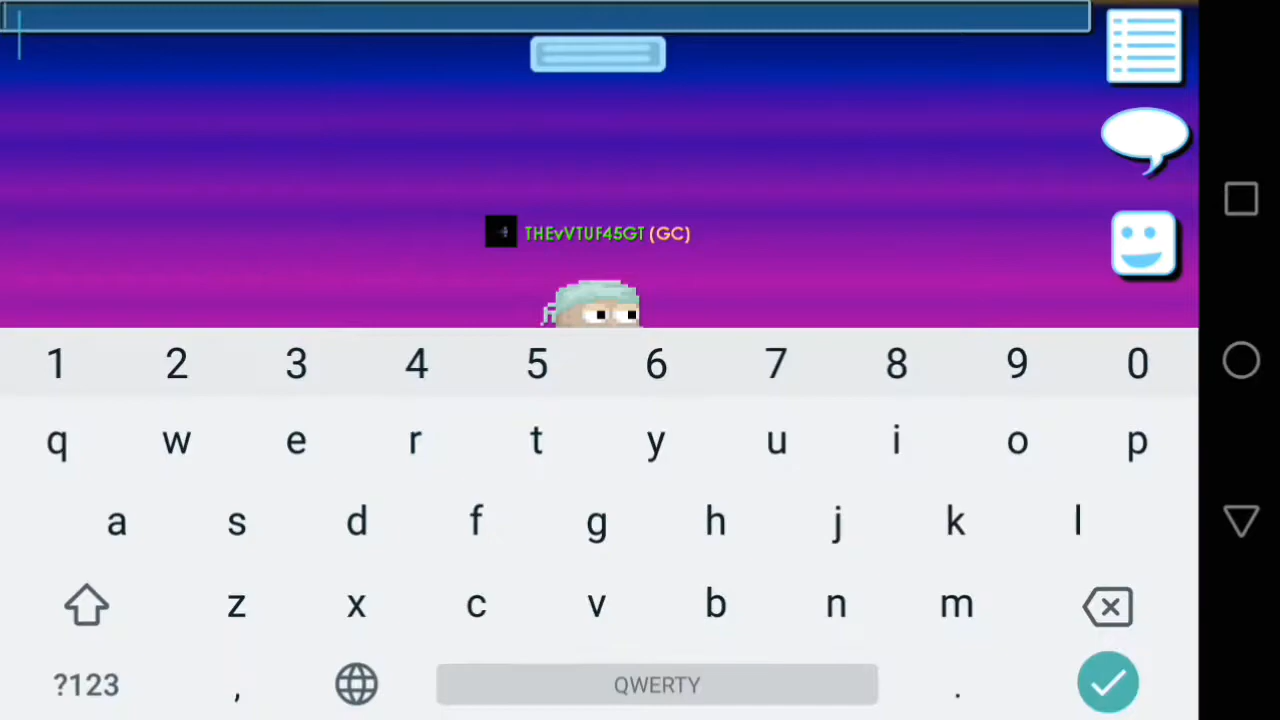 THEvVTUF45GT (GC)
1 2 3 4 5 6 7 8 9 0
q w e r t y u i o p
a s d f g h j k l
z x c v b n m
?123 , QWERTY .